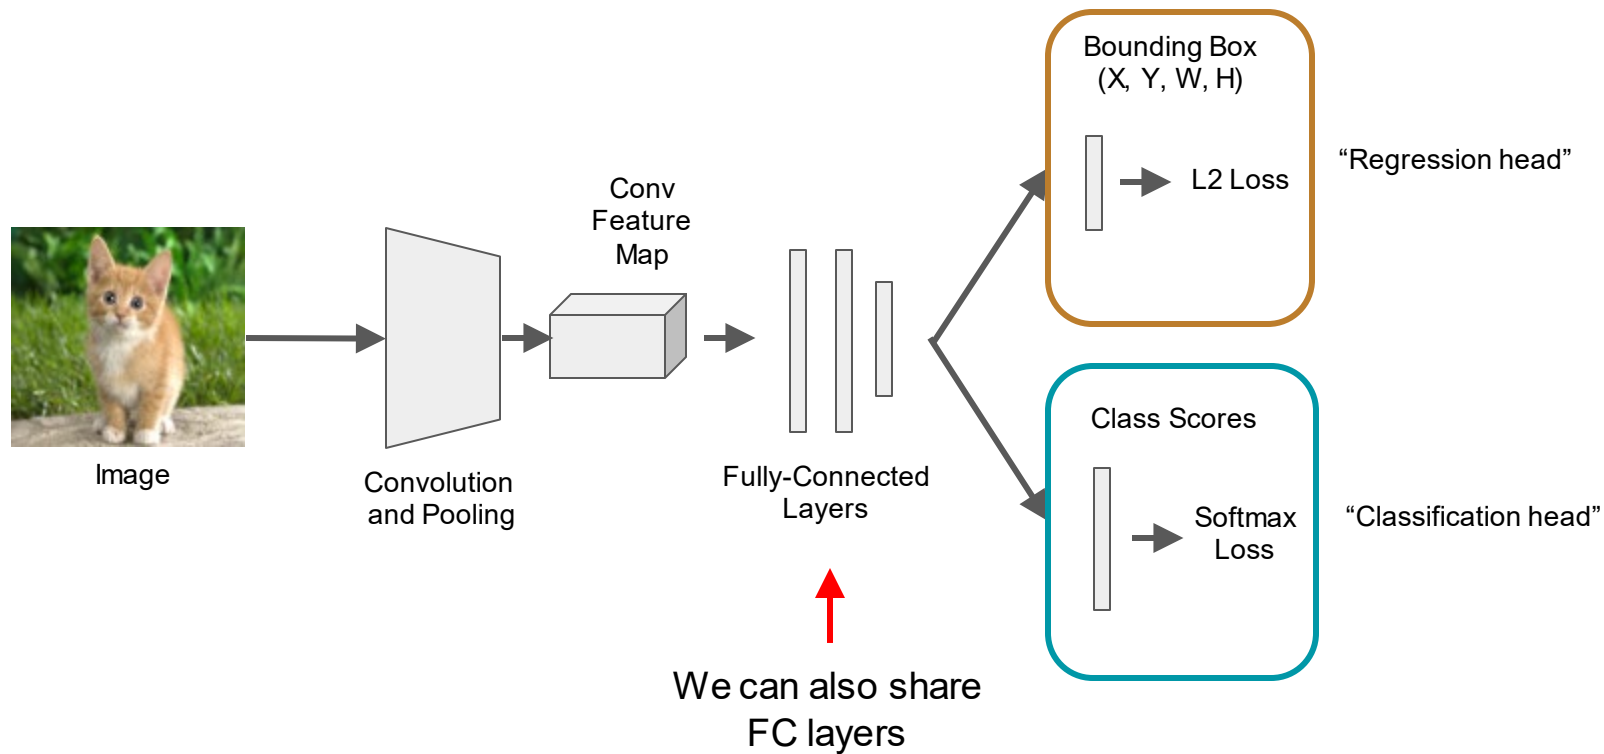 Image
Convolution
and Pooling
Conv
Feature
Map
Fully-Connected
Layers
We can also share
FC layers
Bounding Box
(X, Y, W, H)
L2 Loss
“Regression head”
Class Scores
Softmax
Loss
“Classification head”